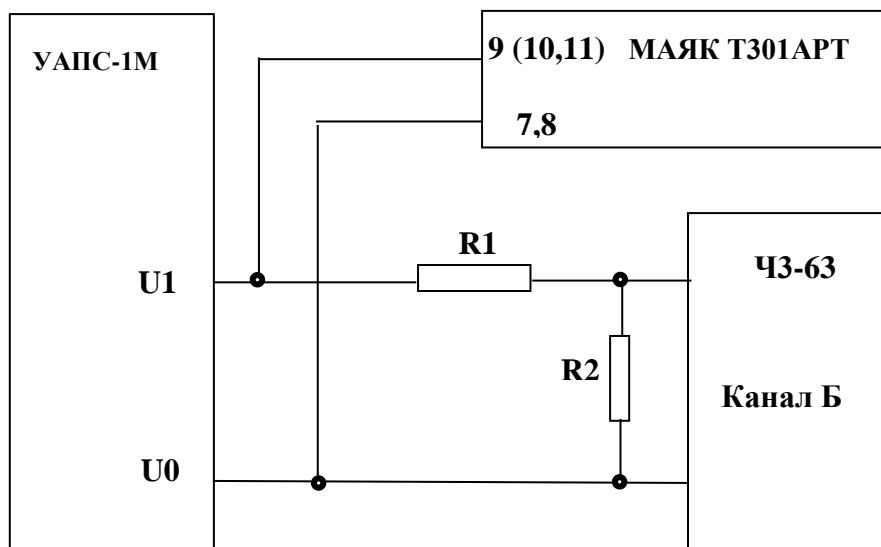 УАПС-1М
9 (10,11) МАЯК Т301АРТ
7,8
U1
R1
Ч3-63
R2
Канал Б
U0